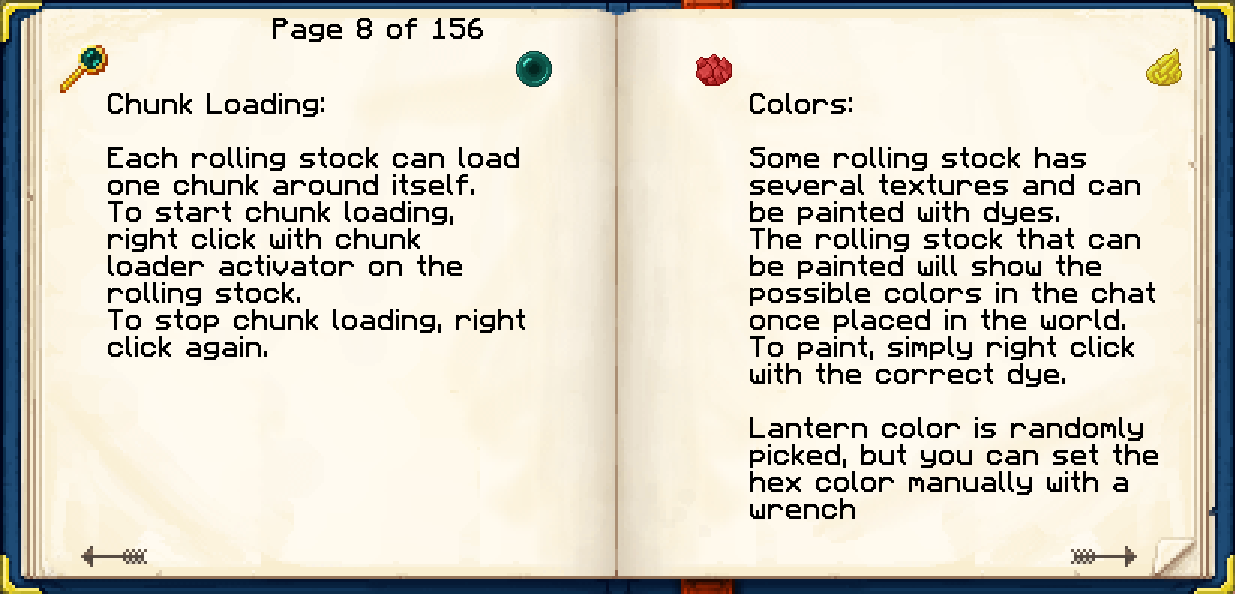 Page 8 of 156
Chunk Loading:
Each rolling stock can load
one chunk around itself.
To start chunk loading,
right click with chunk
loader activator on the
rolling stock.
To stop chunk loading, right
click again.
Colors:
Some rolling stock has
several textures and can
be painted with dyes.
The rolling stock that can
be painted will show the
possible colors in the chat
once placed in the world.
To paint, simply right click
with the correct dye.
Lantern color is randomly
picked, but you can set the
hex color manually with a
wrench